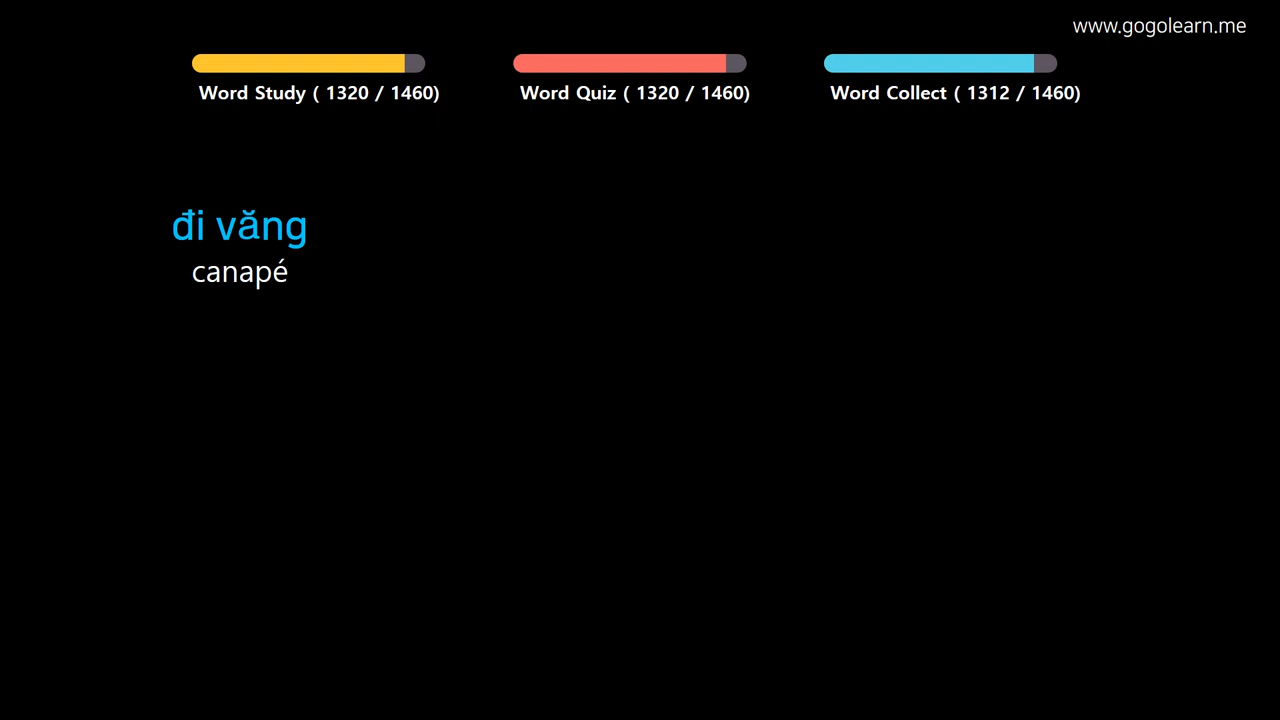 www.gogolearn.me
Word Study ( 1320 / 1460)
Word Quiz ( 1320 / 1460)
Word Collect ( 1312 / 1460)
đi văng
canapé